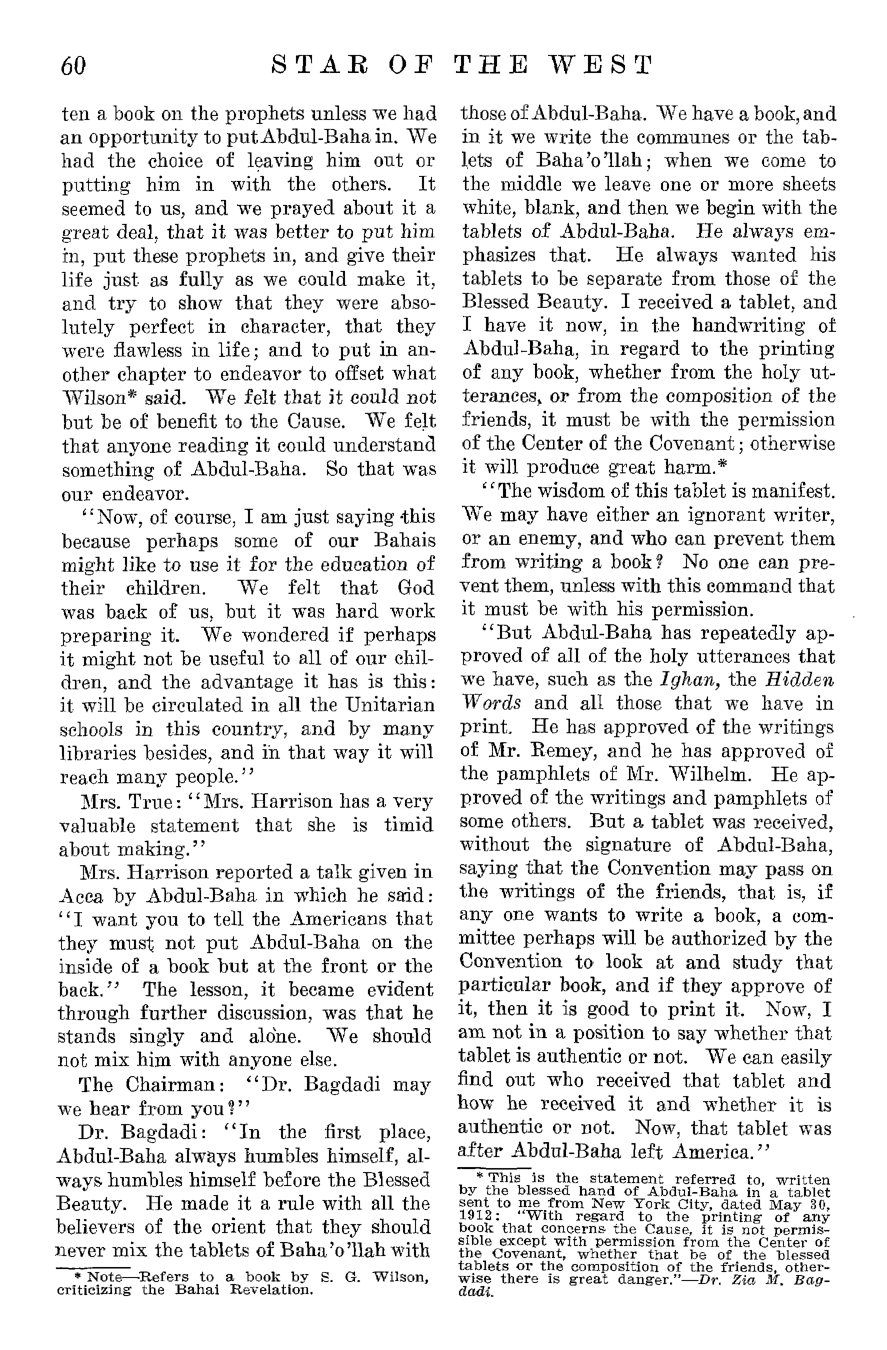 60
STAR OF THE WEST
ten a book on the prophets unless we had
an opportunity to put Abdul-Baha in. We
had the choice of leaving him out or
putting him in with the others. It
seemed to us, and we prayed about it a
great deal, that it was better to put him
in, put these prophets in, and give their
life just as fully as we could make it,
and try to show that they were abso-
lutely perfect in character, that they
were flawless in life; and to put in an-
other chapter to endeavor to offset what
Wilson* said. We felt that it could not
but be of benefit to the Cause. We felt
that anyone reading it could understand
something of Abdul-Baha. So that was
our endeavor.
"Now, of course, I am just saying this
because perhaps some of our Bahais
might like to use it for the education of
their children. We felt that God
was back of us, but it was hard work
preparing it. We wondered if perhaps
it might not be useful to all of our chil-
dren, and the advantage it has is this:
it will be circulated in all the Unitarian
schools in this country, and by many
libraries besides, and in that way it will
reach many people."
Mrs. True: "Mrs. Harrison has a very
valuable statement that she is timid
about making."
Mrs. Harrison reported a talk given in
Acca by Abdul-Baha in which he said:
"I want you to tell the Americans that
they must not put Abdul-Baha on the
inside of a book but at the front or the
back." The lesson, it became evident
through further discussion, was that he
stands singly and alone. We should
not mix him with anyone else.
The Chairman: "Dr. Bagdadi may
we hear from you?"
Dr. Bagdadi: "In the first place,
Abdul-Baha always humbles himself, al-
ways humbles himself before the Blessed
Beauty. He made it a rule with all the
believers of the orient that they should
never mix the tablets of Baha'o'llah with
* Note—Refers to a book by S. G. Wilson,
criticizing the Bahai Revelation.
those of Abdul-Baha. We have a book, and
in it we write the communes or the tab-
lets of Baha'o'llah; when we come to
the middle we leave one or more sheets
white, blank, and then we begin with the
tablets of Abdul-Baha. He always em-
phasizes that. He always wanted his
tablets to be separate from those of the
Blessed Beauty. I received a tablet, and
I have it now, in the handwriting of
Abdul-Baha, in regard to the printing
of any book, whether from the holy ut-
terances, or from the composition of the
friends, it must be with the permission
of the Center of the Covenant; otherwise
it will produce great harm.*
"The wisdom of this tablet is manifest.
We may have either an ignorant writer,
or an enemy, and who can prevent them
from writing a book? No one can pre-
vent them, unless with this command that
it must be with his permission.
"But Abdul-Baha has repeatedly ap-
proved of all of the holy utterances that
we have, such as the Ighan, the Hidden
Words and all those that we have in
print. He has approved of the writings
of Mr. Remey, and he has approved of
the pamphlets of Mr. Wilhelm. He ap-
proved of the writings and pamphlets of
some others. But a tablet was received,
without the signature of Abdul-Baha,
saying that the Convention may pass on
the writings of the friends, that is, if
any one wants to write a book, a com-
mittee perhaps will be authorized by the
Convention to look at and study that
particular book, and if they approve of
it, then it is good to print it. Now, I
am not in a position to say whether that
tablet is authentic or not. We can easily
find out who received that tablet and
how he received it and whether it is
authentic or not. Now, that tablet was
after Abdul-Baha left America."
* This is the statement referred to, written
by the blessed hand of Abdul-Baha in a tablet
sent to me from New York City, dated May 30,
1912: "With regard to the printing of any
book that concerns the Cause, it is not permis-
sible except with permission from the Center of
the Covenant, whether that be of the blessed
tablets or the composition of the friends, other-
wise there is great danger."—Dr. Zia M. Bag-
dadi.